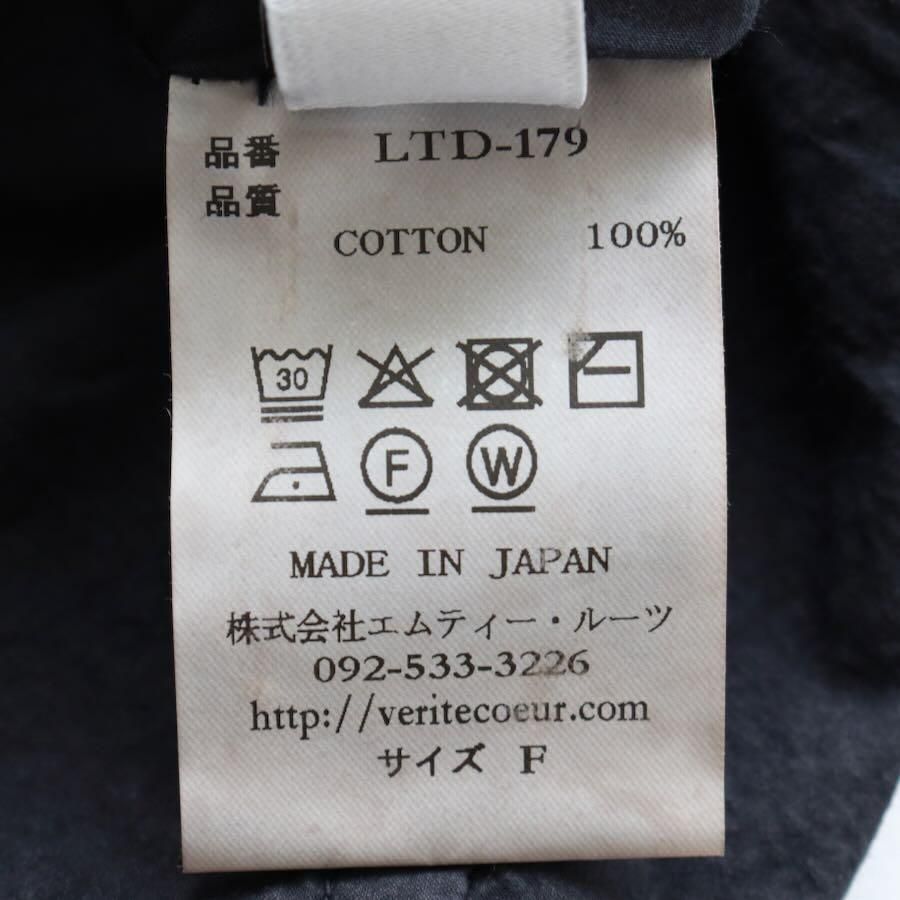 品番 LTD-179
品質
COTTON 100%
30
F W
MADE IN JAPAN
株式会社エムティー・ルーツ
092-533-3226
http://veritecoeur.com
サイズ F